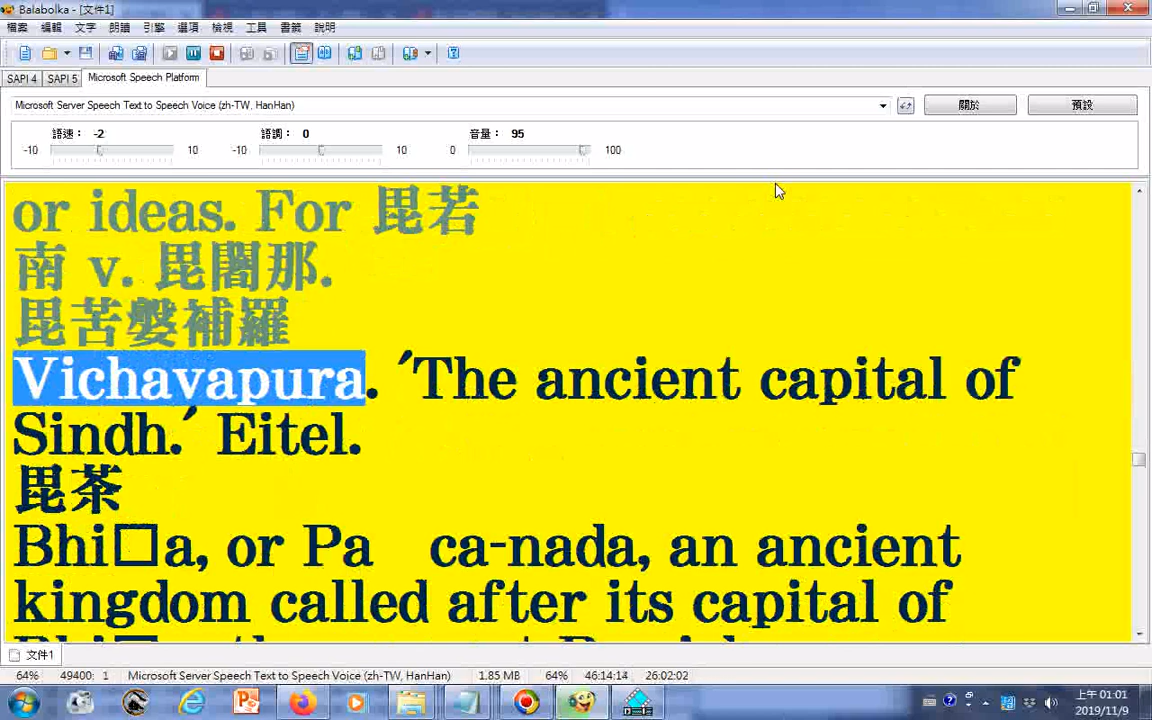 Balabolka - [文件1]
檔案 編輯 文字 朗讀 引擎 選項 檢視 工具 書籤 說明
SAPI 4 SAPI 5 Microsoft Speech Platform
Microsoft Server Speech Text to Speech Voice (zh-TW, HanHan) 關於 預設
語速： -2 語調： 0 音量： 95
-10 10 -10 10 0 100
or ideas. For 毘若
南 v. 毘闍那.
毘苫媻補羅
Vichavapura. ′The ancient capital of
Sindh.′ Eitel.
毘茶
Bhi□a, or Pa ca-nada, an ancient
kingdom called after its capital of
文件1
64% 49400: 1 Microsoft Server Speech Text to Speech Voice (zh-TW, HanHan) 1.85 MB 64% 46:14:14 26:02:02
上午 01:01
2019/11/9